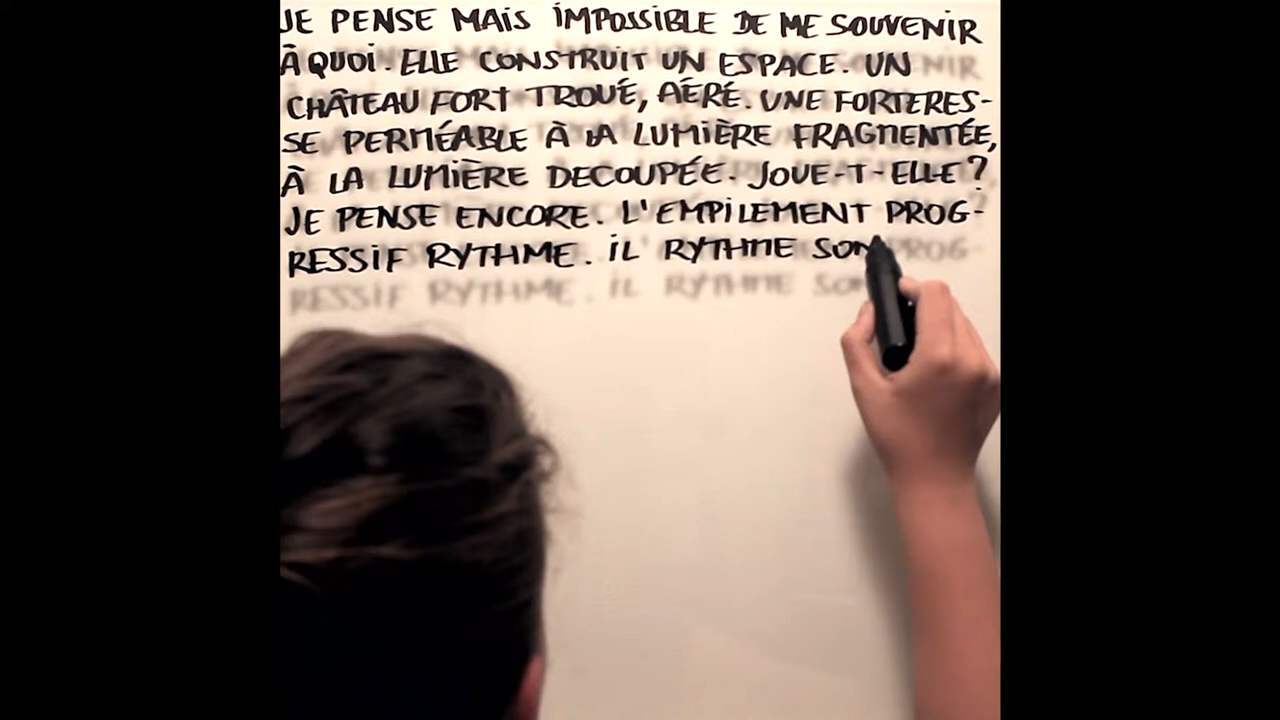 JE PENSE MAIS IMPOSSIBLE DE ME SOUVENIR
À QUOI. ELLE CONSTRUIT UN ESPACE. UN
CHÂTEAU FORT TROUÉ, AÉRÉ. UNE FORTERES-
SE PERMÉABLE À LA LUMIÈRE FRAGMENTÉE,
À LA LUMIÈRE DECOUPÉE. JOUE-T-ELLE?
JE PENSE ENCORE. L'EMPILEMENT PROG-
RESSIF RYTHME. IL RYTHME SON